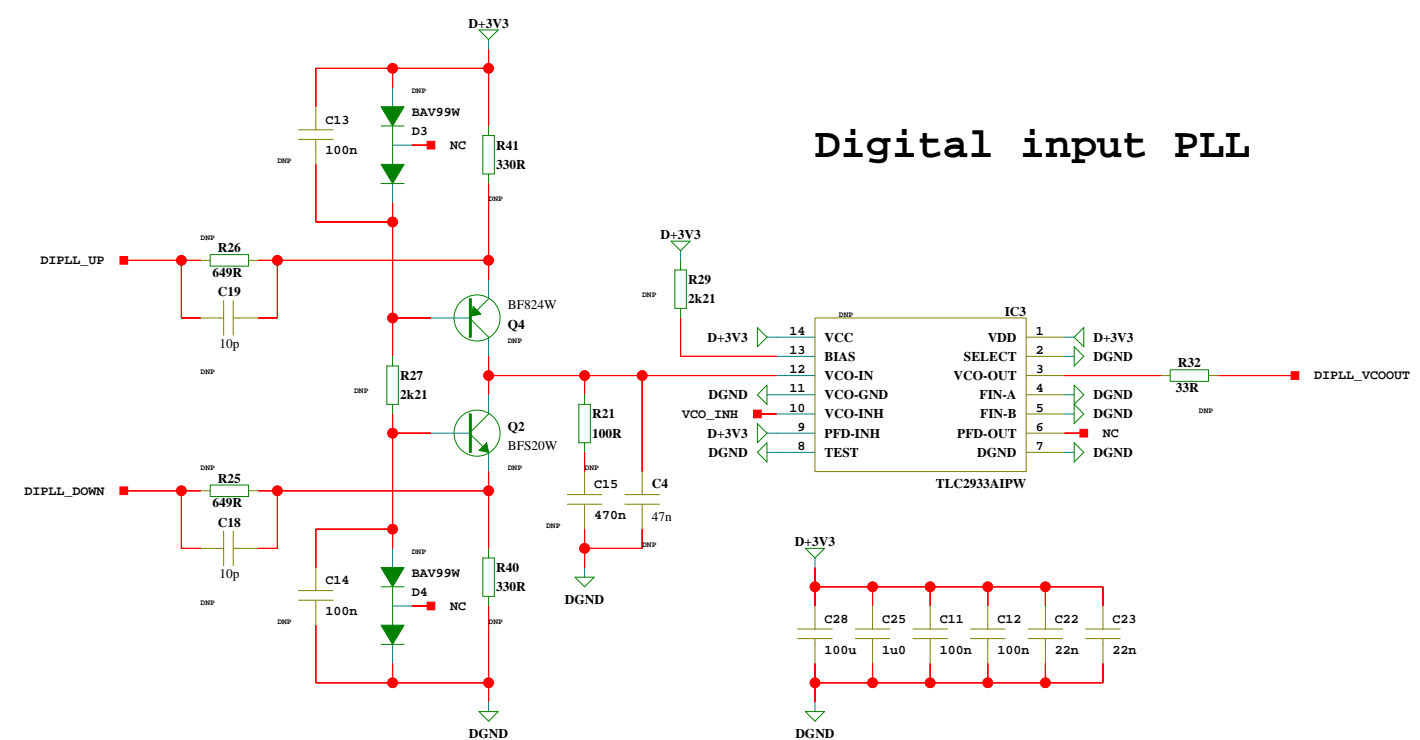 D+3V3
DNP
BAV99W
D3
NC
C13
100n
DNP
R41
330R
DNP
Digital input PLL
DNP
R26
649R
DIPLL_UP
C19
10p
DNP
BF824W
Q4
DNP
R27
2k21
Q2
BFS20W
DNP
DNP
R25
649R
DIPLL_DOWN
C18
10p
DNP
DNP
BAV99W
D4
NC
C14
100n
DNP
R40
330R
DNP
DGND
R21
100R
DNP
C15
470n
DNP
C4
47n
DNP
DGND
D+3V3
R29
2k21
DNP
DNP
IC3
D+3V3 14 VCC VDD 1 D+3V3
13 BIAS SELECT 2 DGND
12 VCO-IN VCO-OUT 3
DGND 11 VCO-GND FIN-A 4 DGND
VCO_INH 10 VCO-INH FIN-B 5 DGND
D+3V3 9 PFD-INH PFD-OUT 6 NC
DGND 8 TEST DGND 7 DGND
TLC2933AIPW
R32
33R
DNP
DIPLL_VCOOUT
D+3V3
C28 C25 C11 C12 C22 C23
100u 1u0 100n 100n 22n 22n
DGND